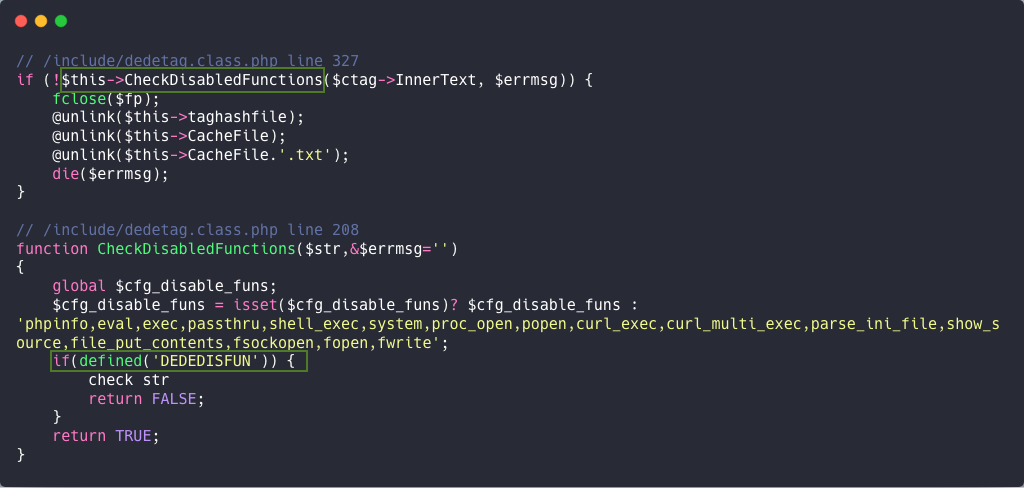 // /include/dedetag.class.php line 327
if (!$this->CheckDisabledFunctions($ctag->InnerText, $errmsg)) {
    fclose($fp);
    @unlink($this->taghashfile);
    @unlink($this->CacheFile);
    @unlink($this->CacheFile.'.txt');
    die($errmsg);
}

// /include/dedetag.class.php line 208
function CheckDisabledFunctions($str,&$errmsg='')
{
    global $cfg_disable_funs;
    $cfg_disable_funs = isset($cfg_disable_funs)? $cfg_disable_funs :
'phpinfo,eval,exec,passthru,shell_exec,system,proc_open,popen,curl_exec,curl_multi_exec,parse_ini_file,show_s
ource,file_put_contents,fsockopen,fopen,fwrite';
    if(defined('DEDEDISFUN')) {
        check str
        return FALSE;
    }
    return TRUE;
}